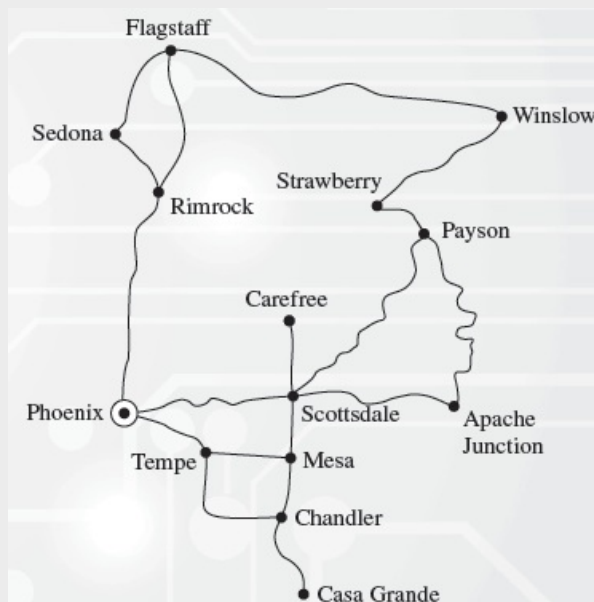 Flagstaff
Sedona
Winslow
Strawberry
Rimrock
Payson
Carefree
Phoenix
Scottsdale
Apache
Junction
Tempe
Mesa
Chandler
Casa Grande